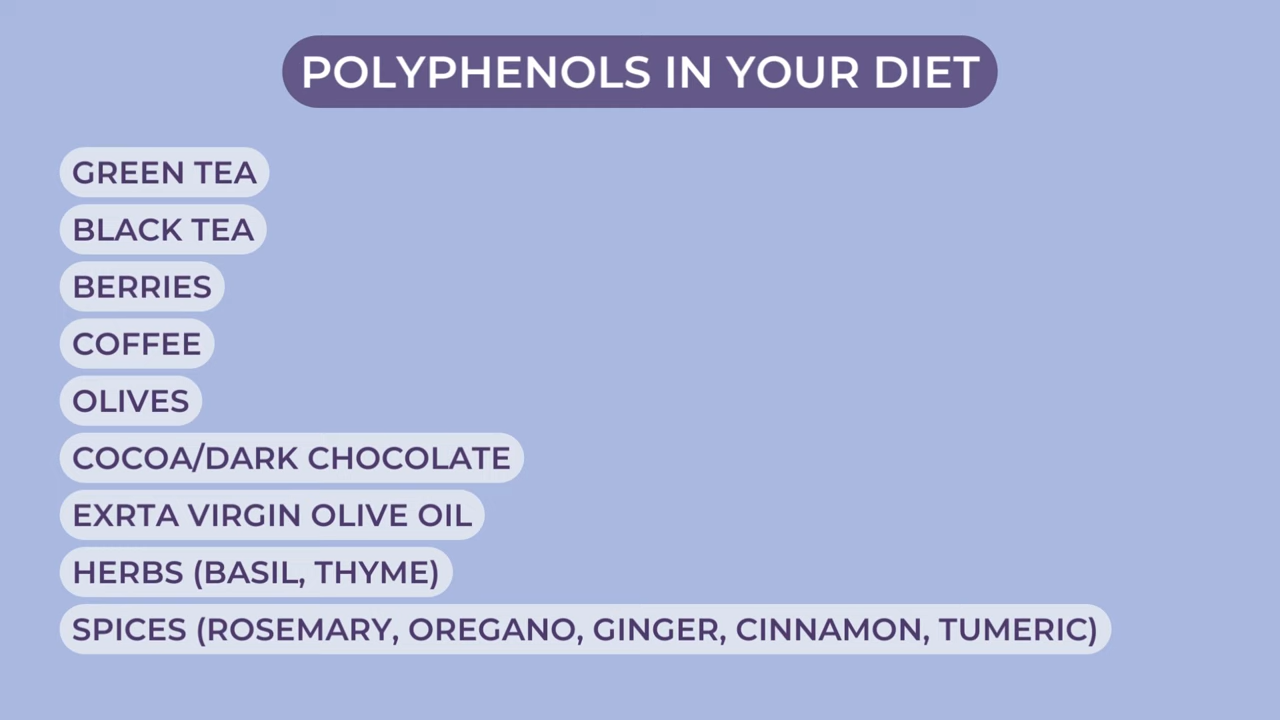 POLYPHENOLS IN YOUR DIET
GREEN TEA
BLACK TEA
BERRIES
COFFEE
OLIVES
COCOA/DARK CHOCOLATE
EXRTA VIRGIN OLIVE OIL
HERBS (BASIL, THYME)
SPICES (ROSEMARY, OREGANO, GINGER, CINNAMON, TUMERIC)